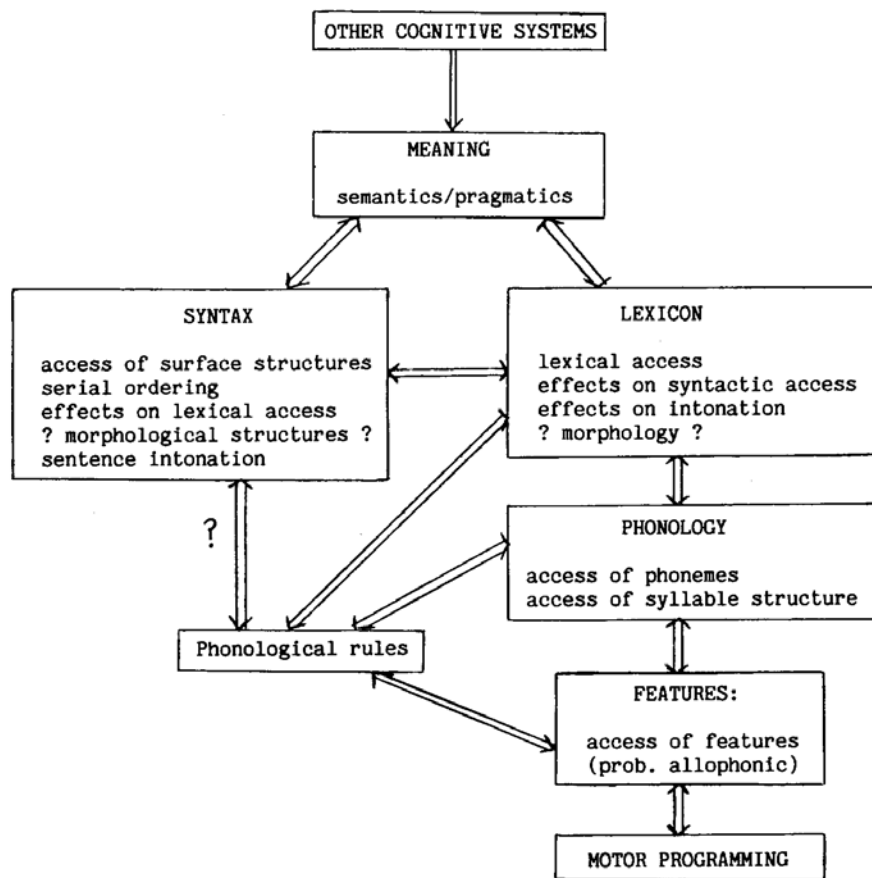 OTHER COGNITIVE SYSTEMS
MEANING
semantics/pragmatics
SYNTAX
access of surface structures
serial ordering
effects on lexical access
? morphological structures ?
sentence intonation
LEXICON
lexical access
effects on syntactic access
effects on intonation
? morphology ?
?
PHONOLOGY
access of phonemes
access of syllable structure
Phonological rules
FEATURES:
access of features
(prob. allophonic)
MOTOR PROGRAMMING